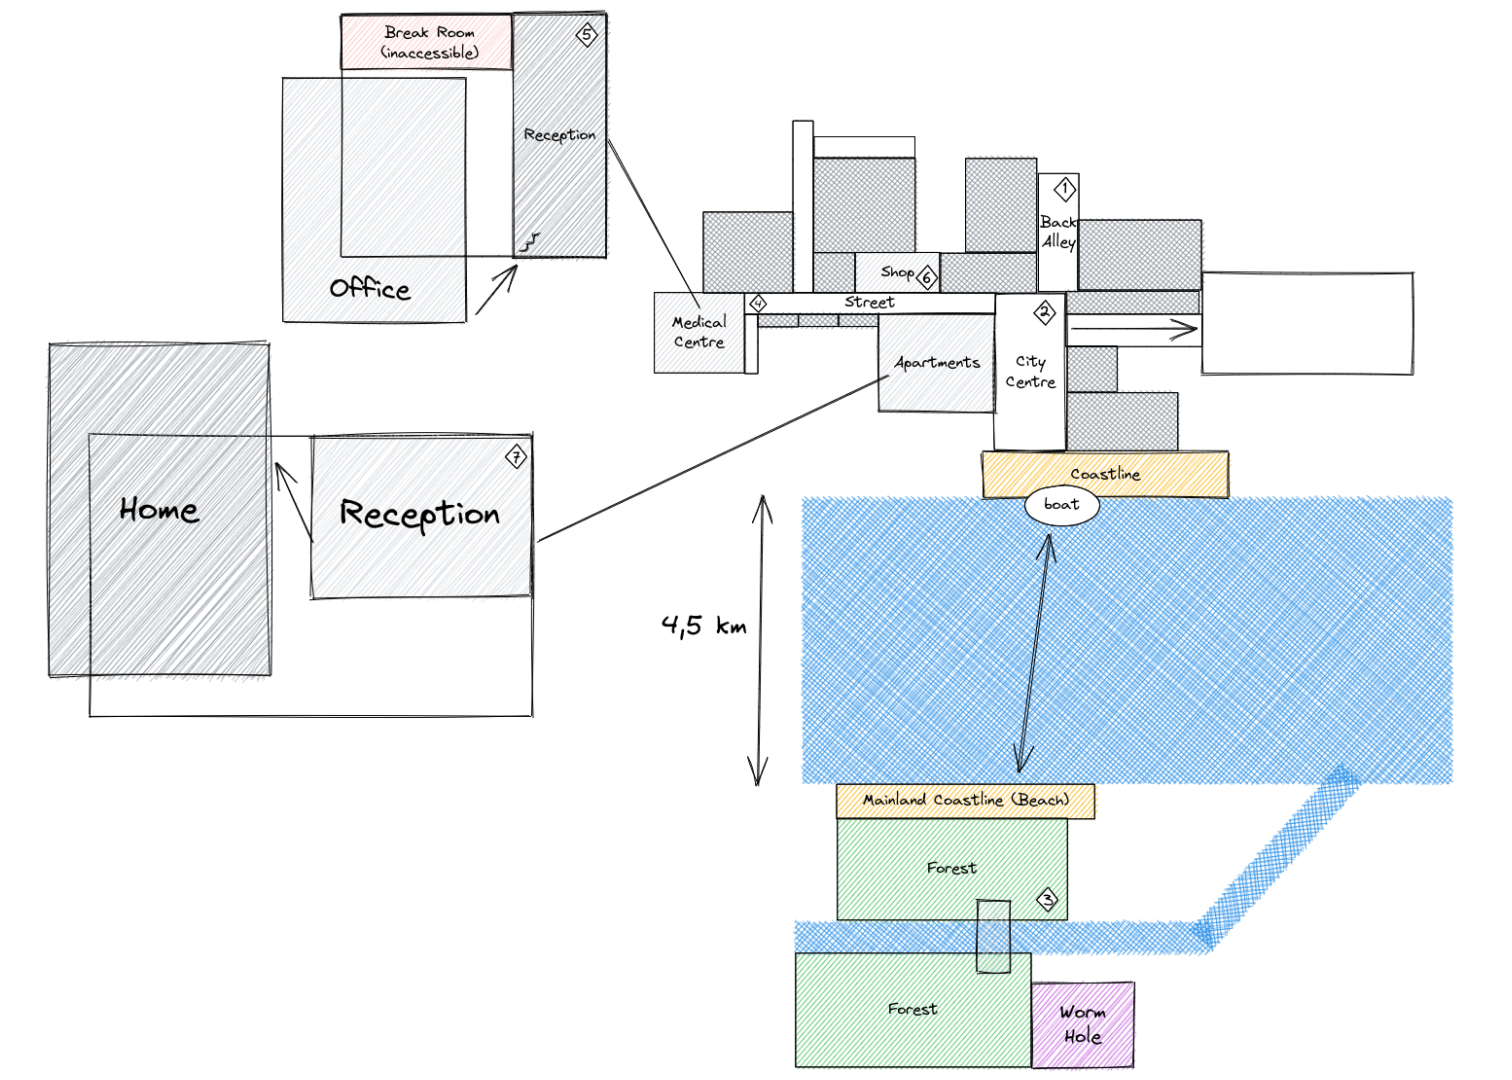 Break Room
(inaccessible)
5
Reception
Office
1
Back
Alley
Shop
6
4
Street
2
Medical
Centre
Apartments
City
Centre
Coastline
boat
7
Home
Reception
4,5 km
Mainland Coastline (Beach)
Forest
3
Forest
Worm
Hole